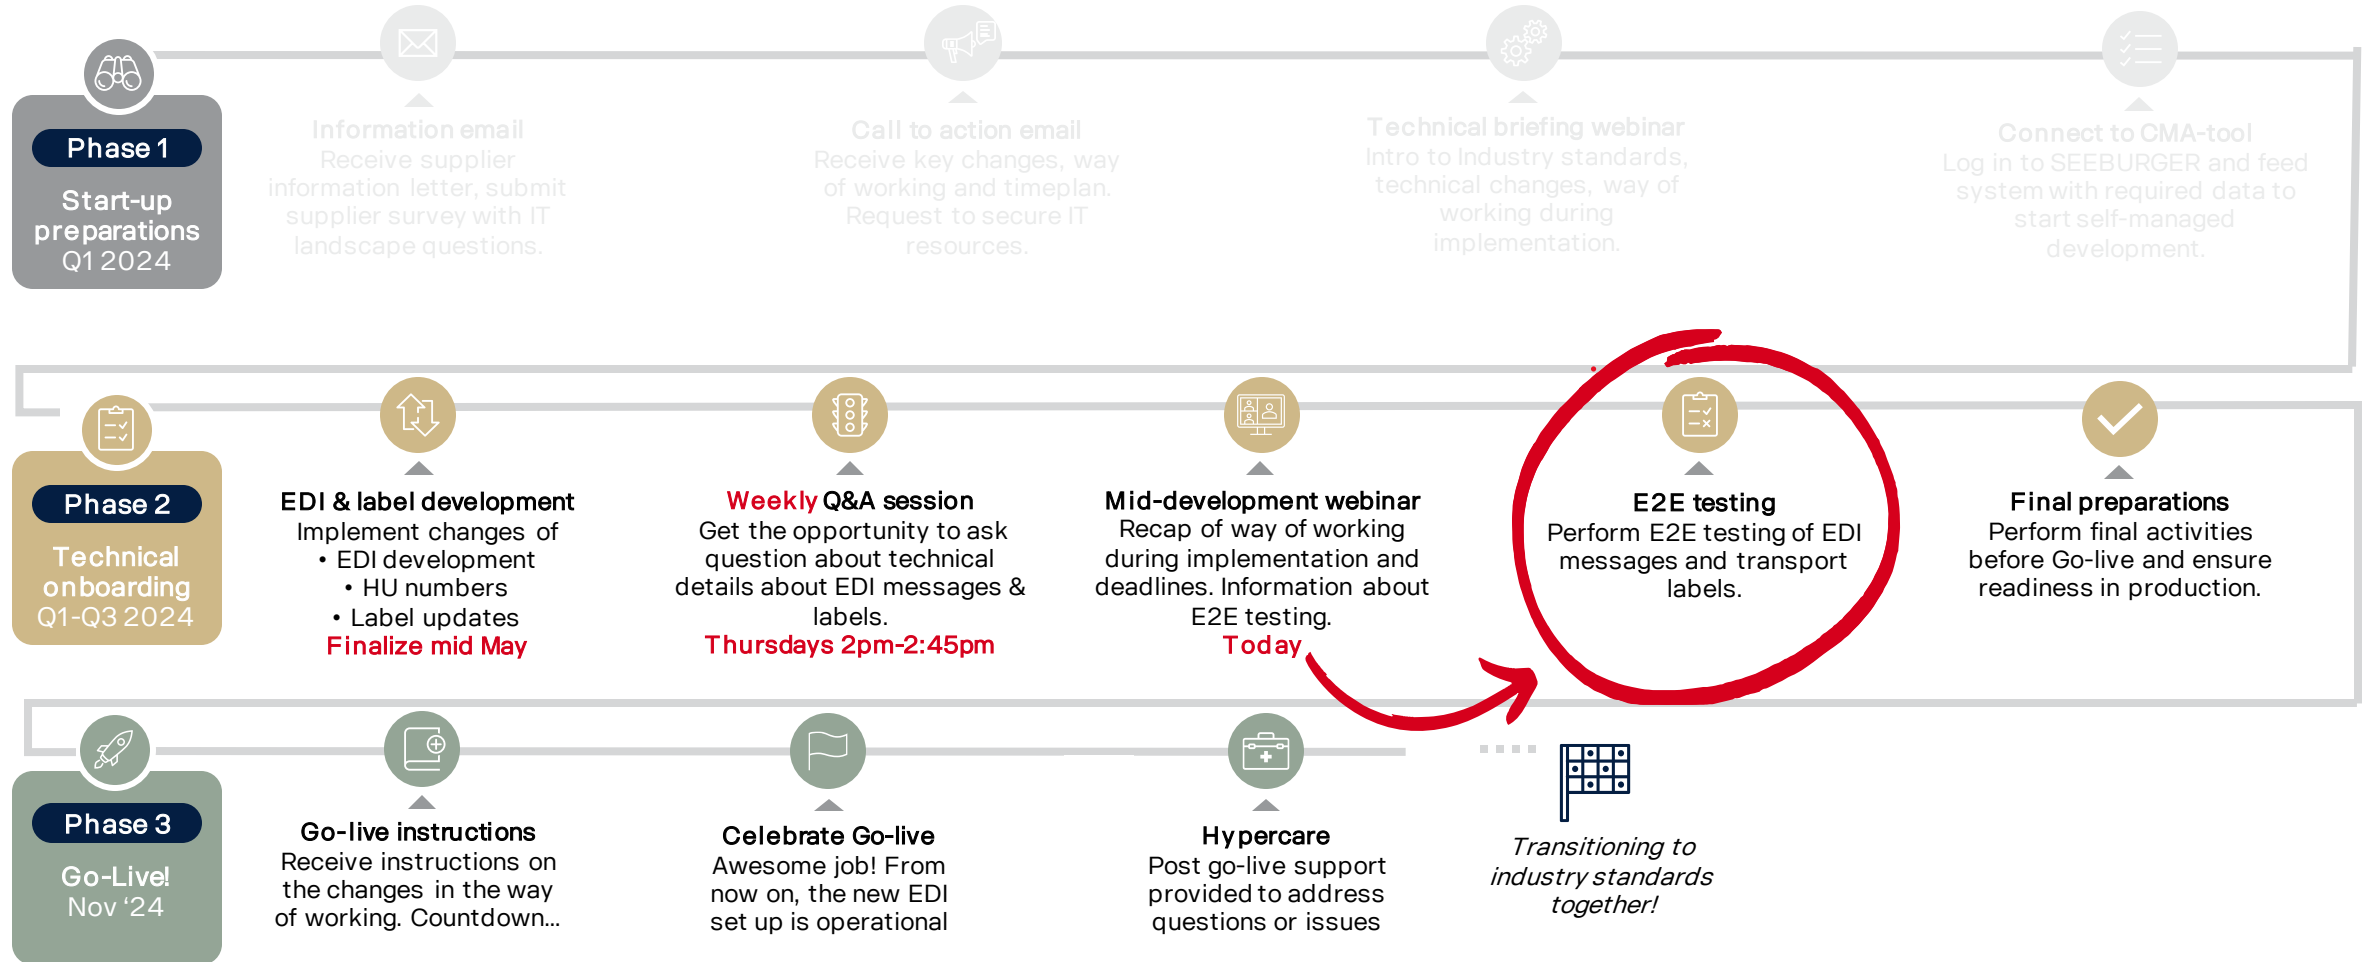 Phase 1
Start-up
preparations
Q1 2024
Information email
Receive supplier
information letter, submit
supplier survey with IT
landscape questions.
Call to action email
Receive key changes, way
of working and timeplan.
Request to secure IT
resources.
Technical briefing webinar
Intro to Industry standards,
technical changes, way of
working during
implementation.
Connect to CMA-tool
Log in to SEEBURGER and feed
system with required data to
start self-managed
development.
Phase 2
Technical
onboarding
Q1-Q3 2024
EDI & label development
Implement changes of
• EDI development
• HU numbers
• Label updates
Finalize mid May
Weekly Q&A session
Get the opportunity to ask
question about technical
details about EDI messages &
labels.
Thursdays 2pm-2:45pm
Mid-development webinar
Recap of way of working
during implementation and
deadlines. Information about
E2E testing.
Today
E2E testing
Perform E2E testing of EDI
messages and transport
labels.
Final preparations
Perform final activities
before Go-live and ensure
readiness in production.
Phase 3
Go-Live!
Nov ‘24
Go-live instructions
Receive instructions on
the changes in the way
of working. Countdown...
Celebrate Go-live
Awesome job! From
now on, the new EDI
set up is operational
Hypercare
Post go-live support
provided to address
questions or issues
Transitioning to
industry standards
together!